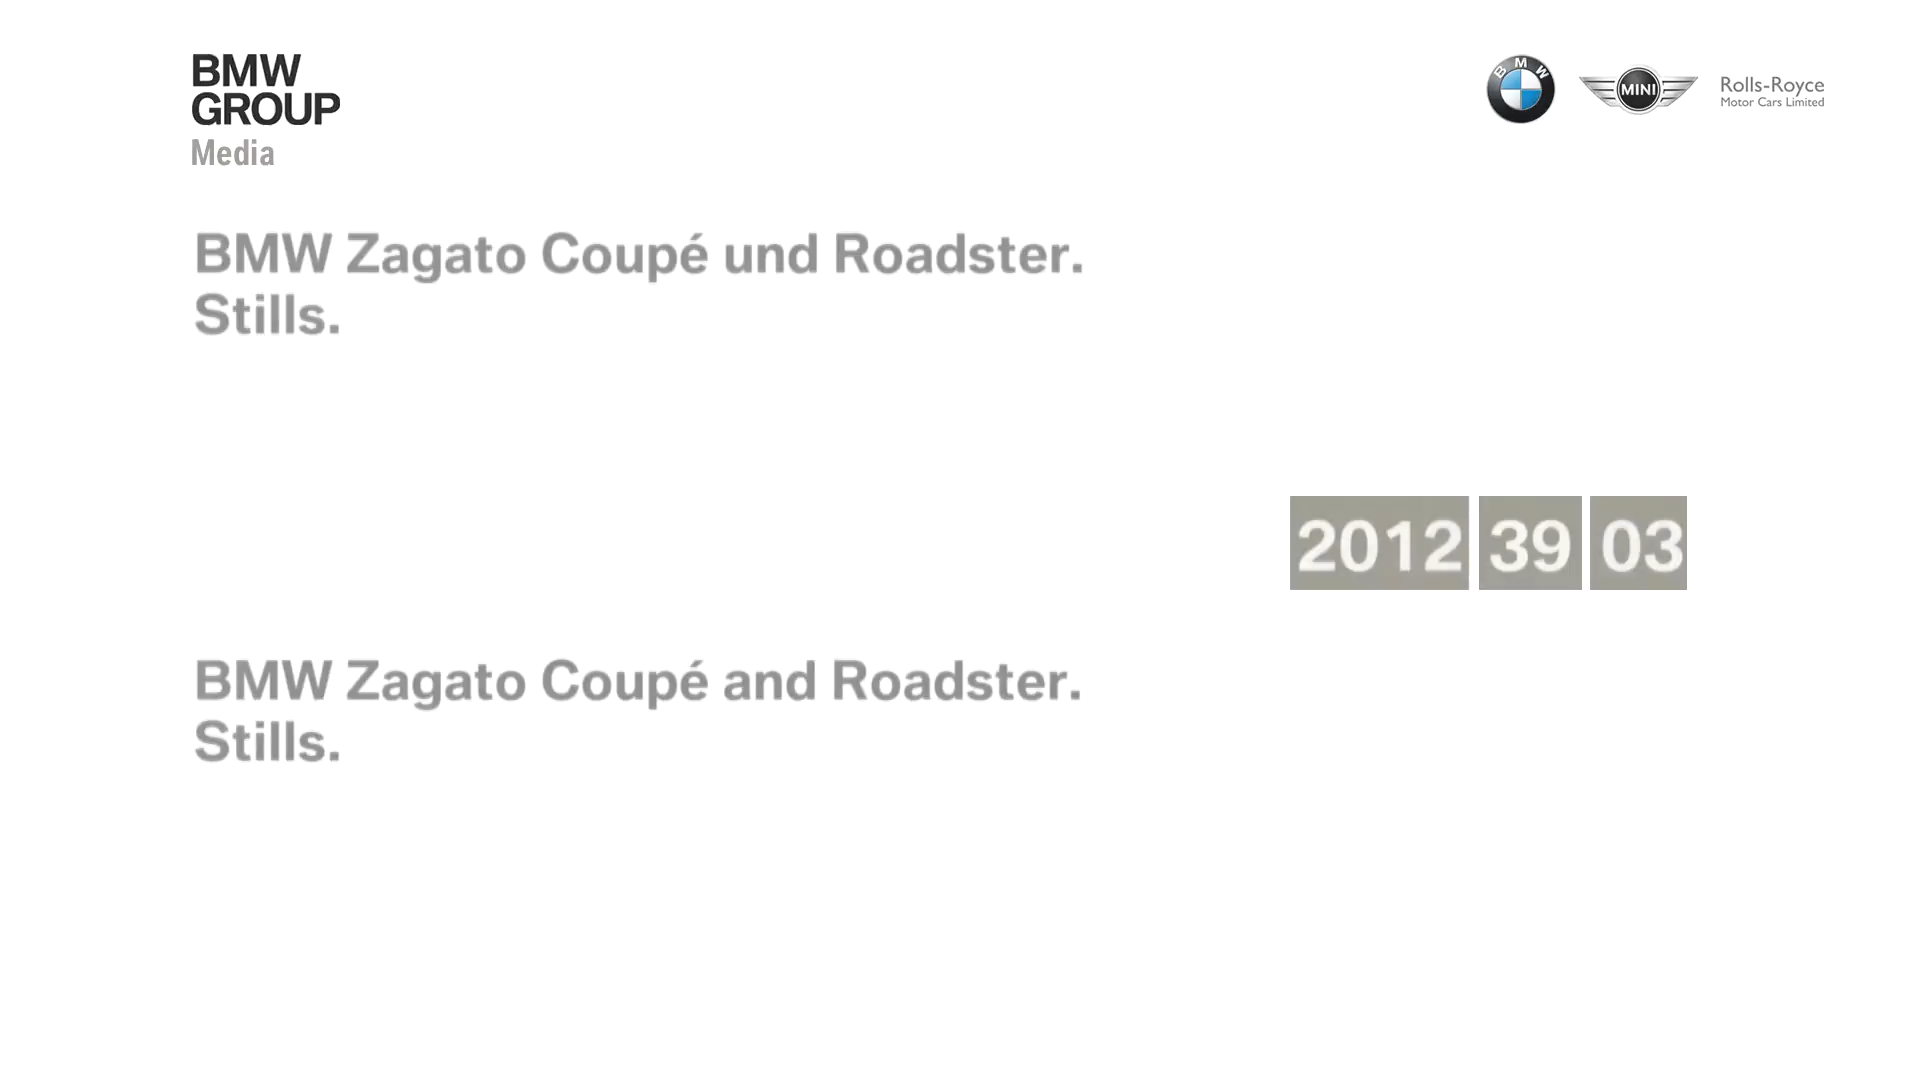 BMW
GROUP
Media
BMW
MINI
Rolls-Royce
Motor Cars Limited
BMW Zagato Coupé und Roadster.
Stills.
2012 39 03
BMW Zagato Coupé and Roadster.
Stills.